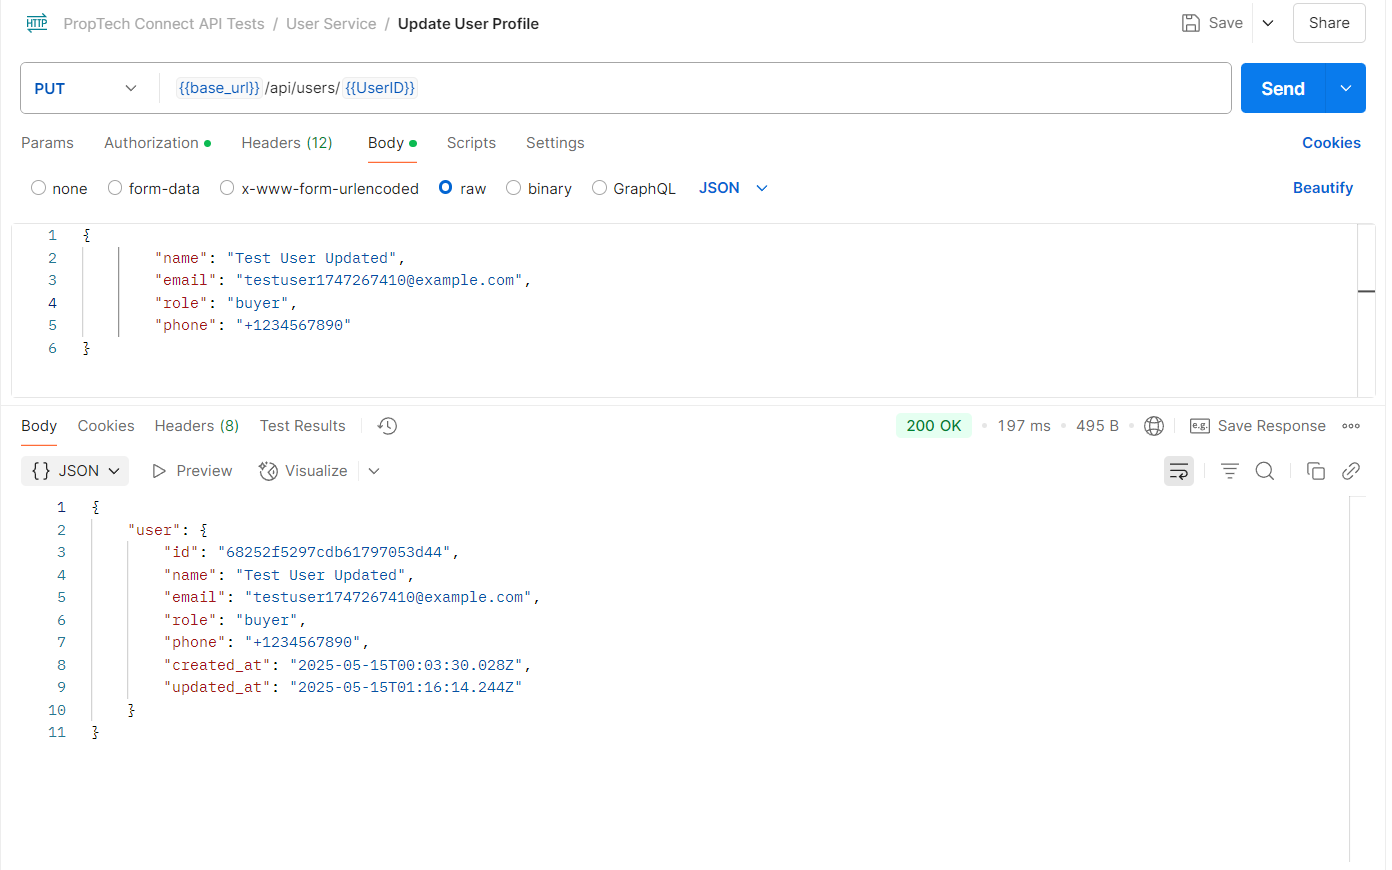 HTTP PropTech Connect API Tests / User Service / Update User Profile Save Share
PUT {{base_url}}/api/users/{{UserID}} Send
Params Authorization Headers (12) Body Scripts Settings Cookies
none form-data x-www-form-urlencoded raw binary GraphQL JSON Beautify
1 {
2 "name": "Test User Updated",
3 "email": "testuser1747267410@example.com",
4 "role": "buyer",
5 "phone": "+1234567890"
6 }
Body Cookies Headers (8) Test Results 200 OK 197 ms 495 B e.g. Save Response
{} JSON Preview Visualize
1 {
2 "user": {
3 "id": "68252f5297cdb61797053d44",
4 "name": "Test User Updated",
5 "email": "testuser1747267410@example.com",
6 "role": "buyer",
7 "phone": "+1234567890",
8 "created_at": "2025-05-15T00:03:30.028Z",
9 "updated_at": "2025-05-15T01:16:14.244Z"
10 }
11 }